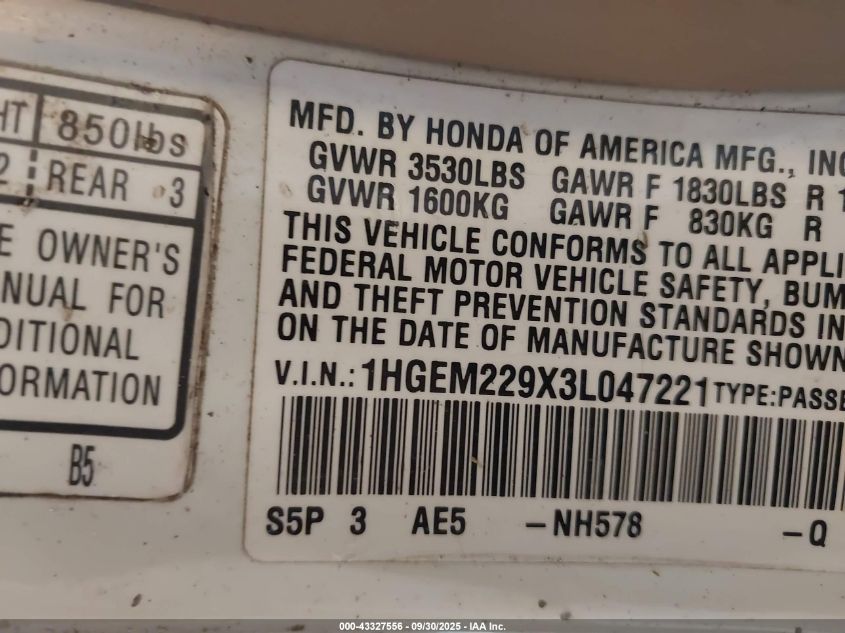 HT 850lbs
2 REAR 3
E OWNER'S
NUAL FOR
DITIONAL
FORMATION
B5
MFD. BY HONDA OF AMERICA MFG., INC
GVWR 3530LBS GAWR F 1830LBS R 1
GVWR 1600KG GAWR F 830KG R
THIS VEHICLE CONFORMS TO ALL APPLI
FEDERAL MOTOR VEHICLE SAFETY, BUM
AND THEFT PREVENTION STANDARDS IN
ON THE DATE OF MANUFACTURE SHOWN
V.I.N.: 1HGEM229X3L047221 TYPE:PASSE
S5P 3 AE5 -NH578 -Q
000-43327556 - 09/30/2025 - IAA Inc.